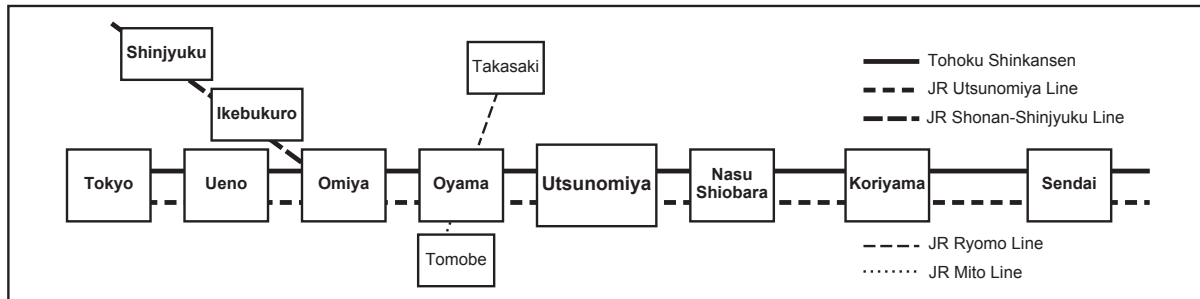 Shinjyuku
Ikebukuro
Takasaki
Tohoku Shinkansen
JR Utsunomiya Line
JR Shonan-Shinjyuku Line
Tokyo
Ueno
Omiya
Oyama
Utsunomiya
Nasu
Shiobara
Koriyama
Sendai
Tomobe
JR Ryomo Line
JR Mito Line